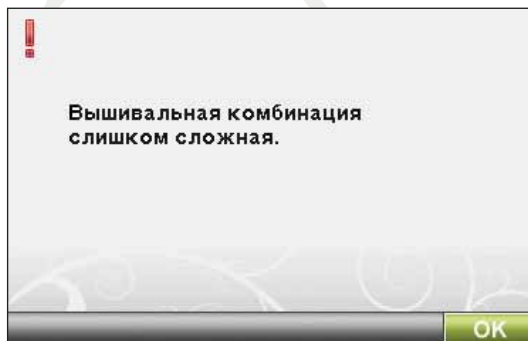 Вышивальная комбинация
слишком сложная.
OK